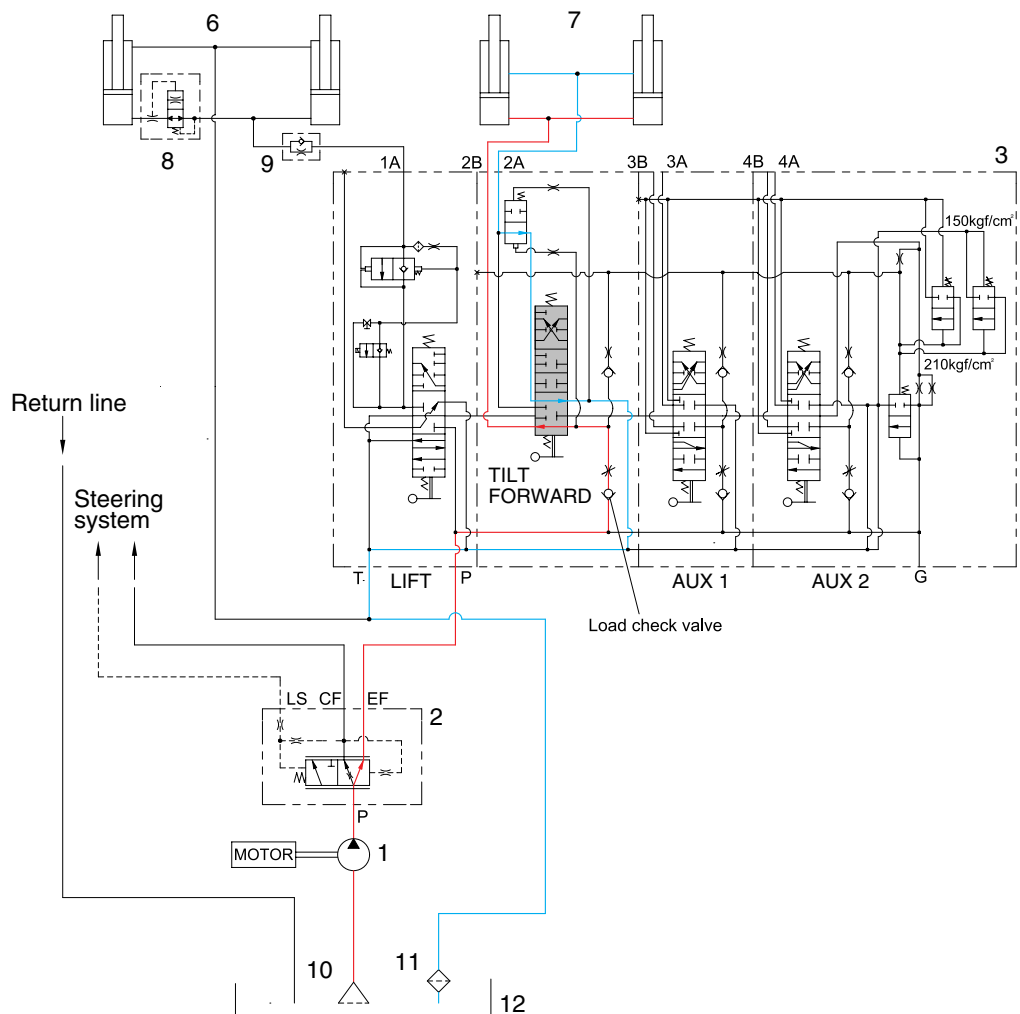 6
7
8
9
1A
2B
2A
3B
3A
4B
4A
3
150kgf/cm²
210kgf/cm²
Return line
TILT
FORWARD
Steering
system
T.
LIFT
P
AUX 1
AUX 2
G
Load check valve
LS
CF
EF
2
P
MOTOR
1
10
11
12